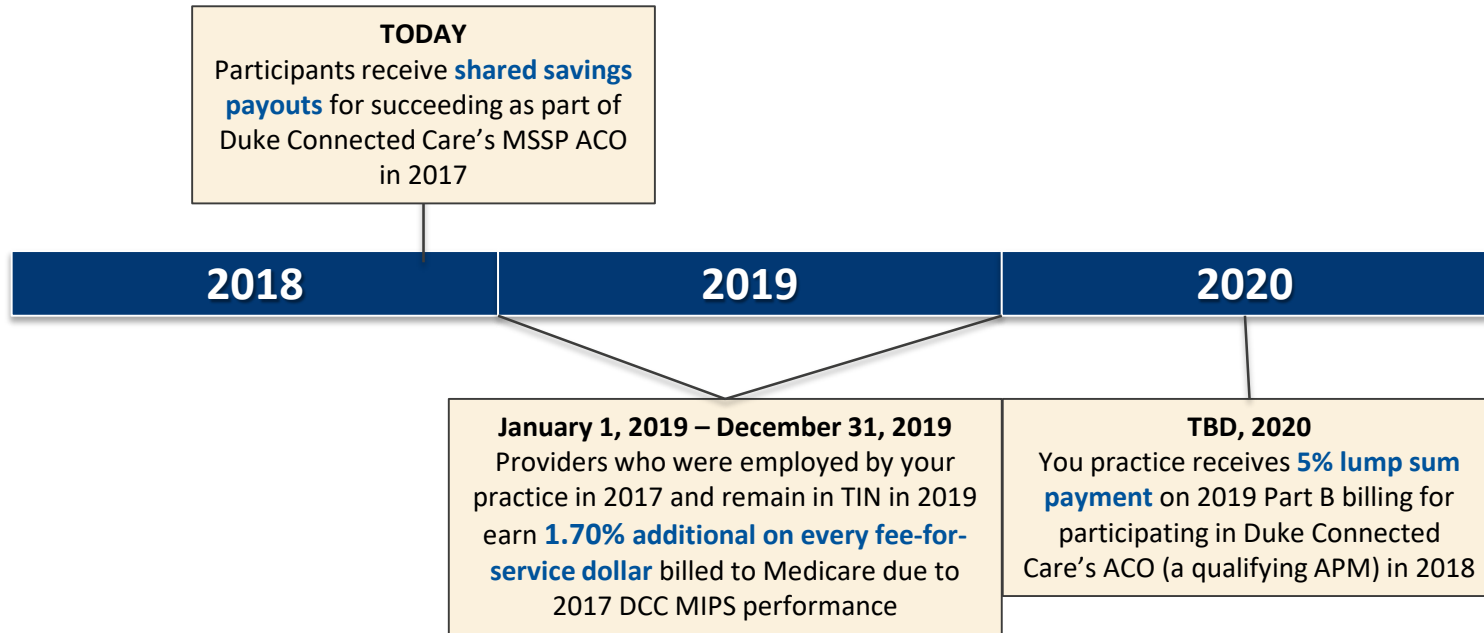 TODAY
Participants receive shared savings
payouts for succeeding as part of
Duke Connected Care’s MSSP ACO
in 2017
2018
2019
2020
January 1, 2019 – December 31, 2019
Providers who were employed by your
practice in 2017 and remain in TIN in 2019
earn 1.70% additional on every fee-for-
service dollar billed to Medicare due to
2017 DCC MIPS performance
TBD, 2020
You practice receives 5% lump sum
payment on 2019 Part B billing for
participating in Duke Connected
Care’s ACO (a qualifying APM) in 2018